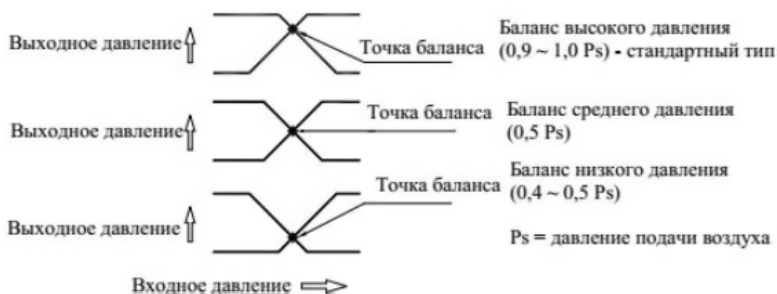 Выходное давление
Точка баланса
Баланс высокого давления
(0,9 ~ 1,0 Ps) - стандартный тип
Выходное давление
Точка баланса
Баланс среднего давления
(0,5 Ps)
Выходное давление
Точка баланса
Баланс низкого давления
(0,4 ~ 0,5 Ps)
Ps = давление подачи воздуха
Входное давление